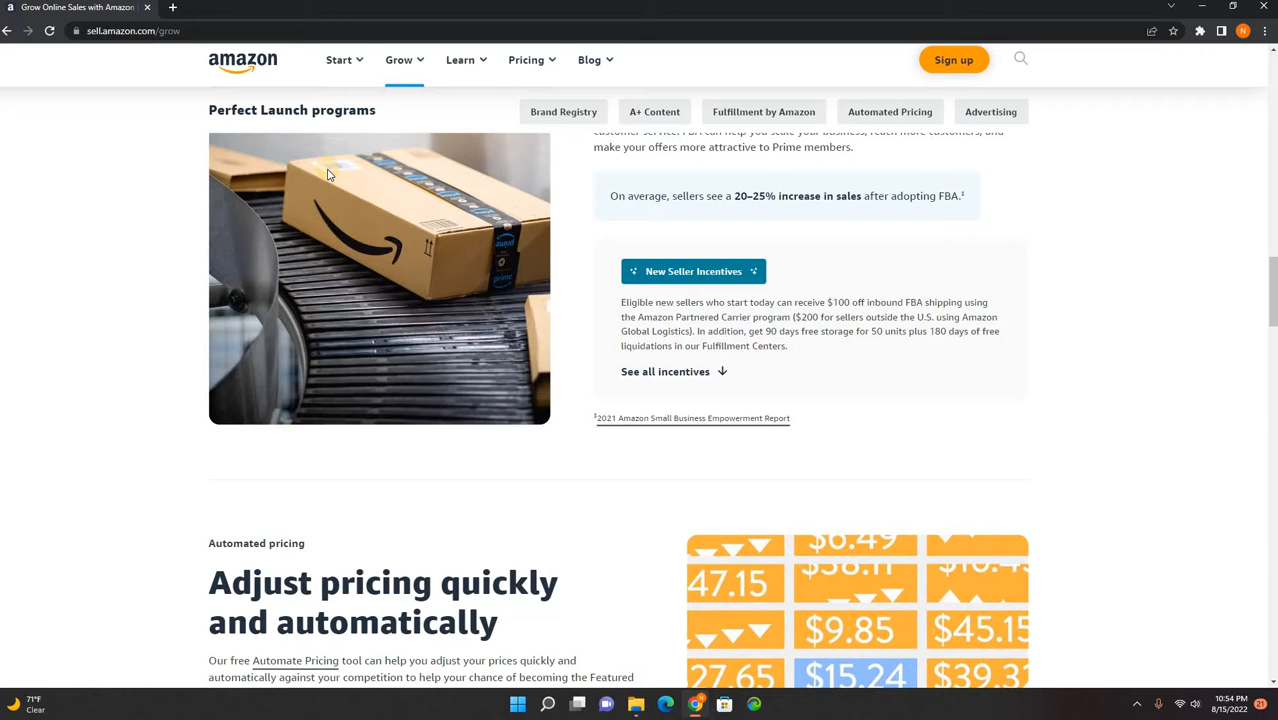 Grow Online Sales with Amazon
sell.amazon.com/grow
N
amazon
Start
Grow
Learn
Pricing
Blog
Sign up
Perfect Launch programs
Brand Registry
A+ Content
Fulfillment by Amazon
Automated Pricing
Advertising
customer service. FBA can help you scale your business, reach more customers, and
make your offers more attractive to Prime members.
On average, sellers see a 20–25% increase in sales after adopting FBA.‡
prime
prime
New Seller Incentives
Eligible new sellers who start today can receive $100 off inbound FBA shipping using
the Amazon Partnered Carrier program ($200 for sellers outside the U.S. using Amazon
Global Logistics). In addition, get 90 days free storage for 50 units plus 180 days of free
liquidations in our Fulfillment Centers.
See all incentives
‡2021 Amazon Small Business Empowerment Report
Automated pricing
Adjust pricing quickly
and automatically
Our free Automate Pricing tool can help you adjust your prices quickly and
automatically against your competition to help your chance of becoming the Featured
$6.49
47.15
$9.85
$45.15
27.65
$15.24
71°F
Clear
10:54 PM
8/15/2022
21